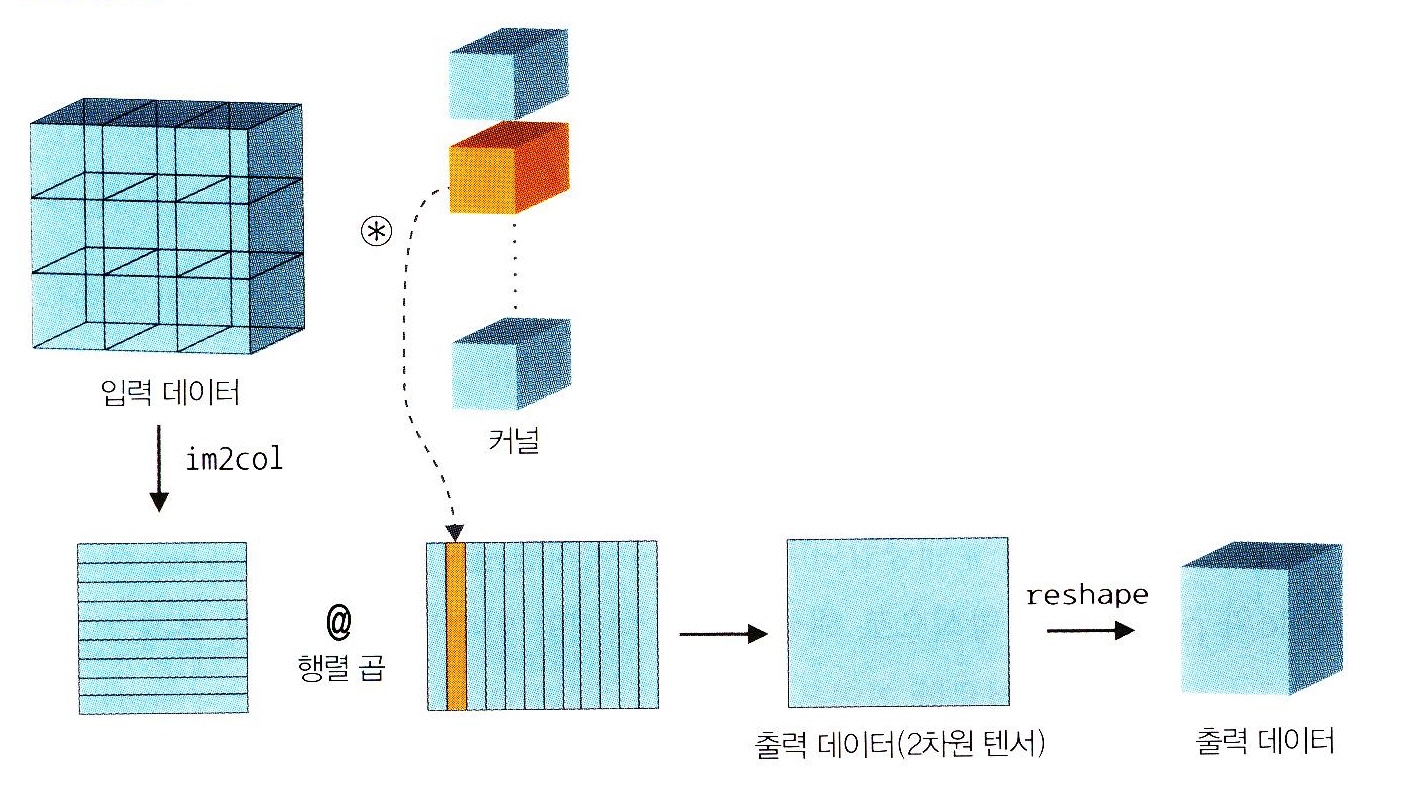 ⊛
입력 데이터
커널
im2col
@
행렬 곱
reshape
출력 데이터(2차원 텐서)
출력 데이터